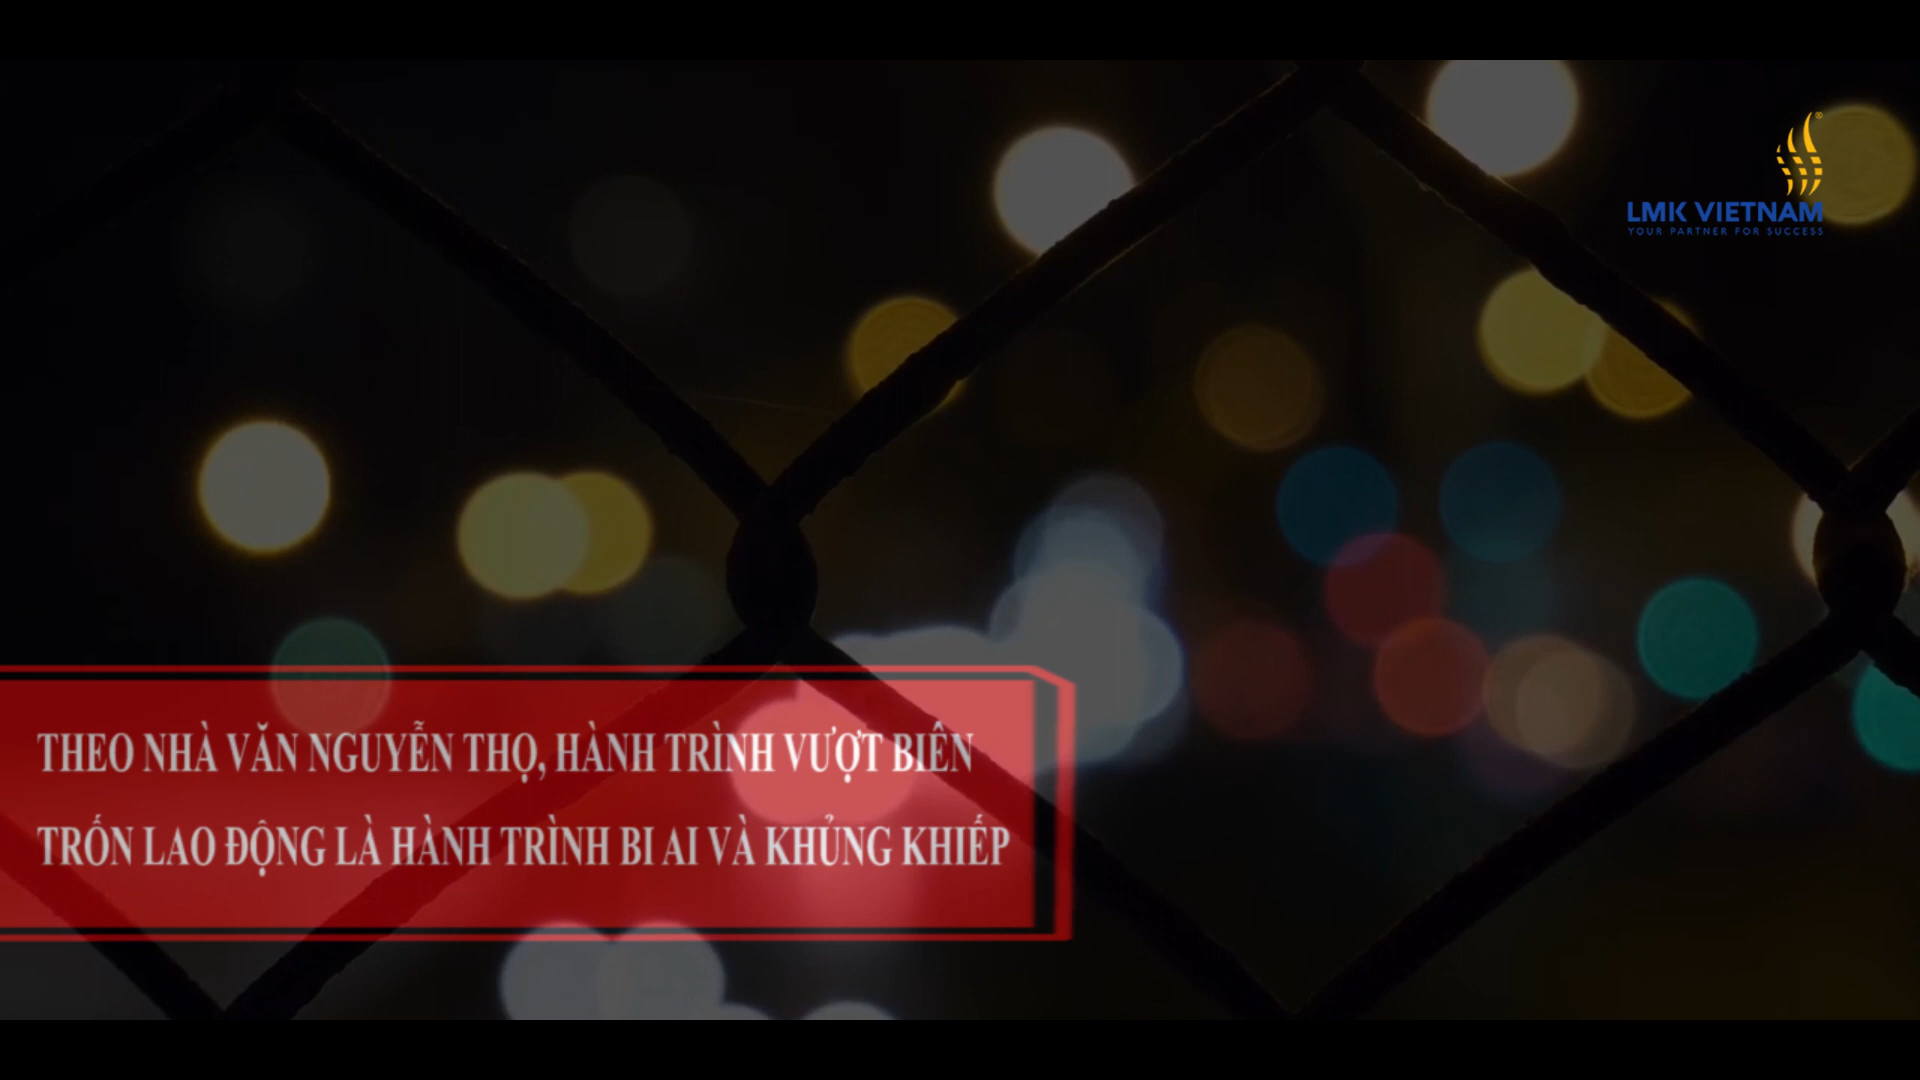 LMK VIETNAM
YOUR PARTNER FOR SUCCESS
THEO NHÀ VĂN NGUYỄN THỌ, HÀNH TRÌNH VƯỢT BIÊN
TRỐN LAO ĐỘNG LÀ HÀNH TRÌNH BI AI VÀ KHỦNG KHIẾP